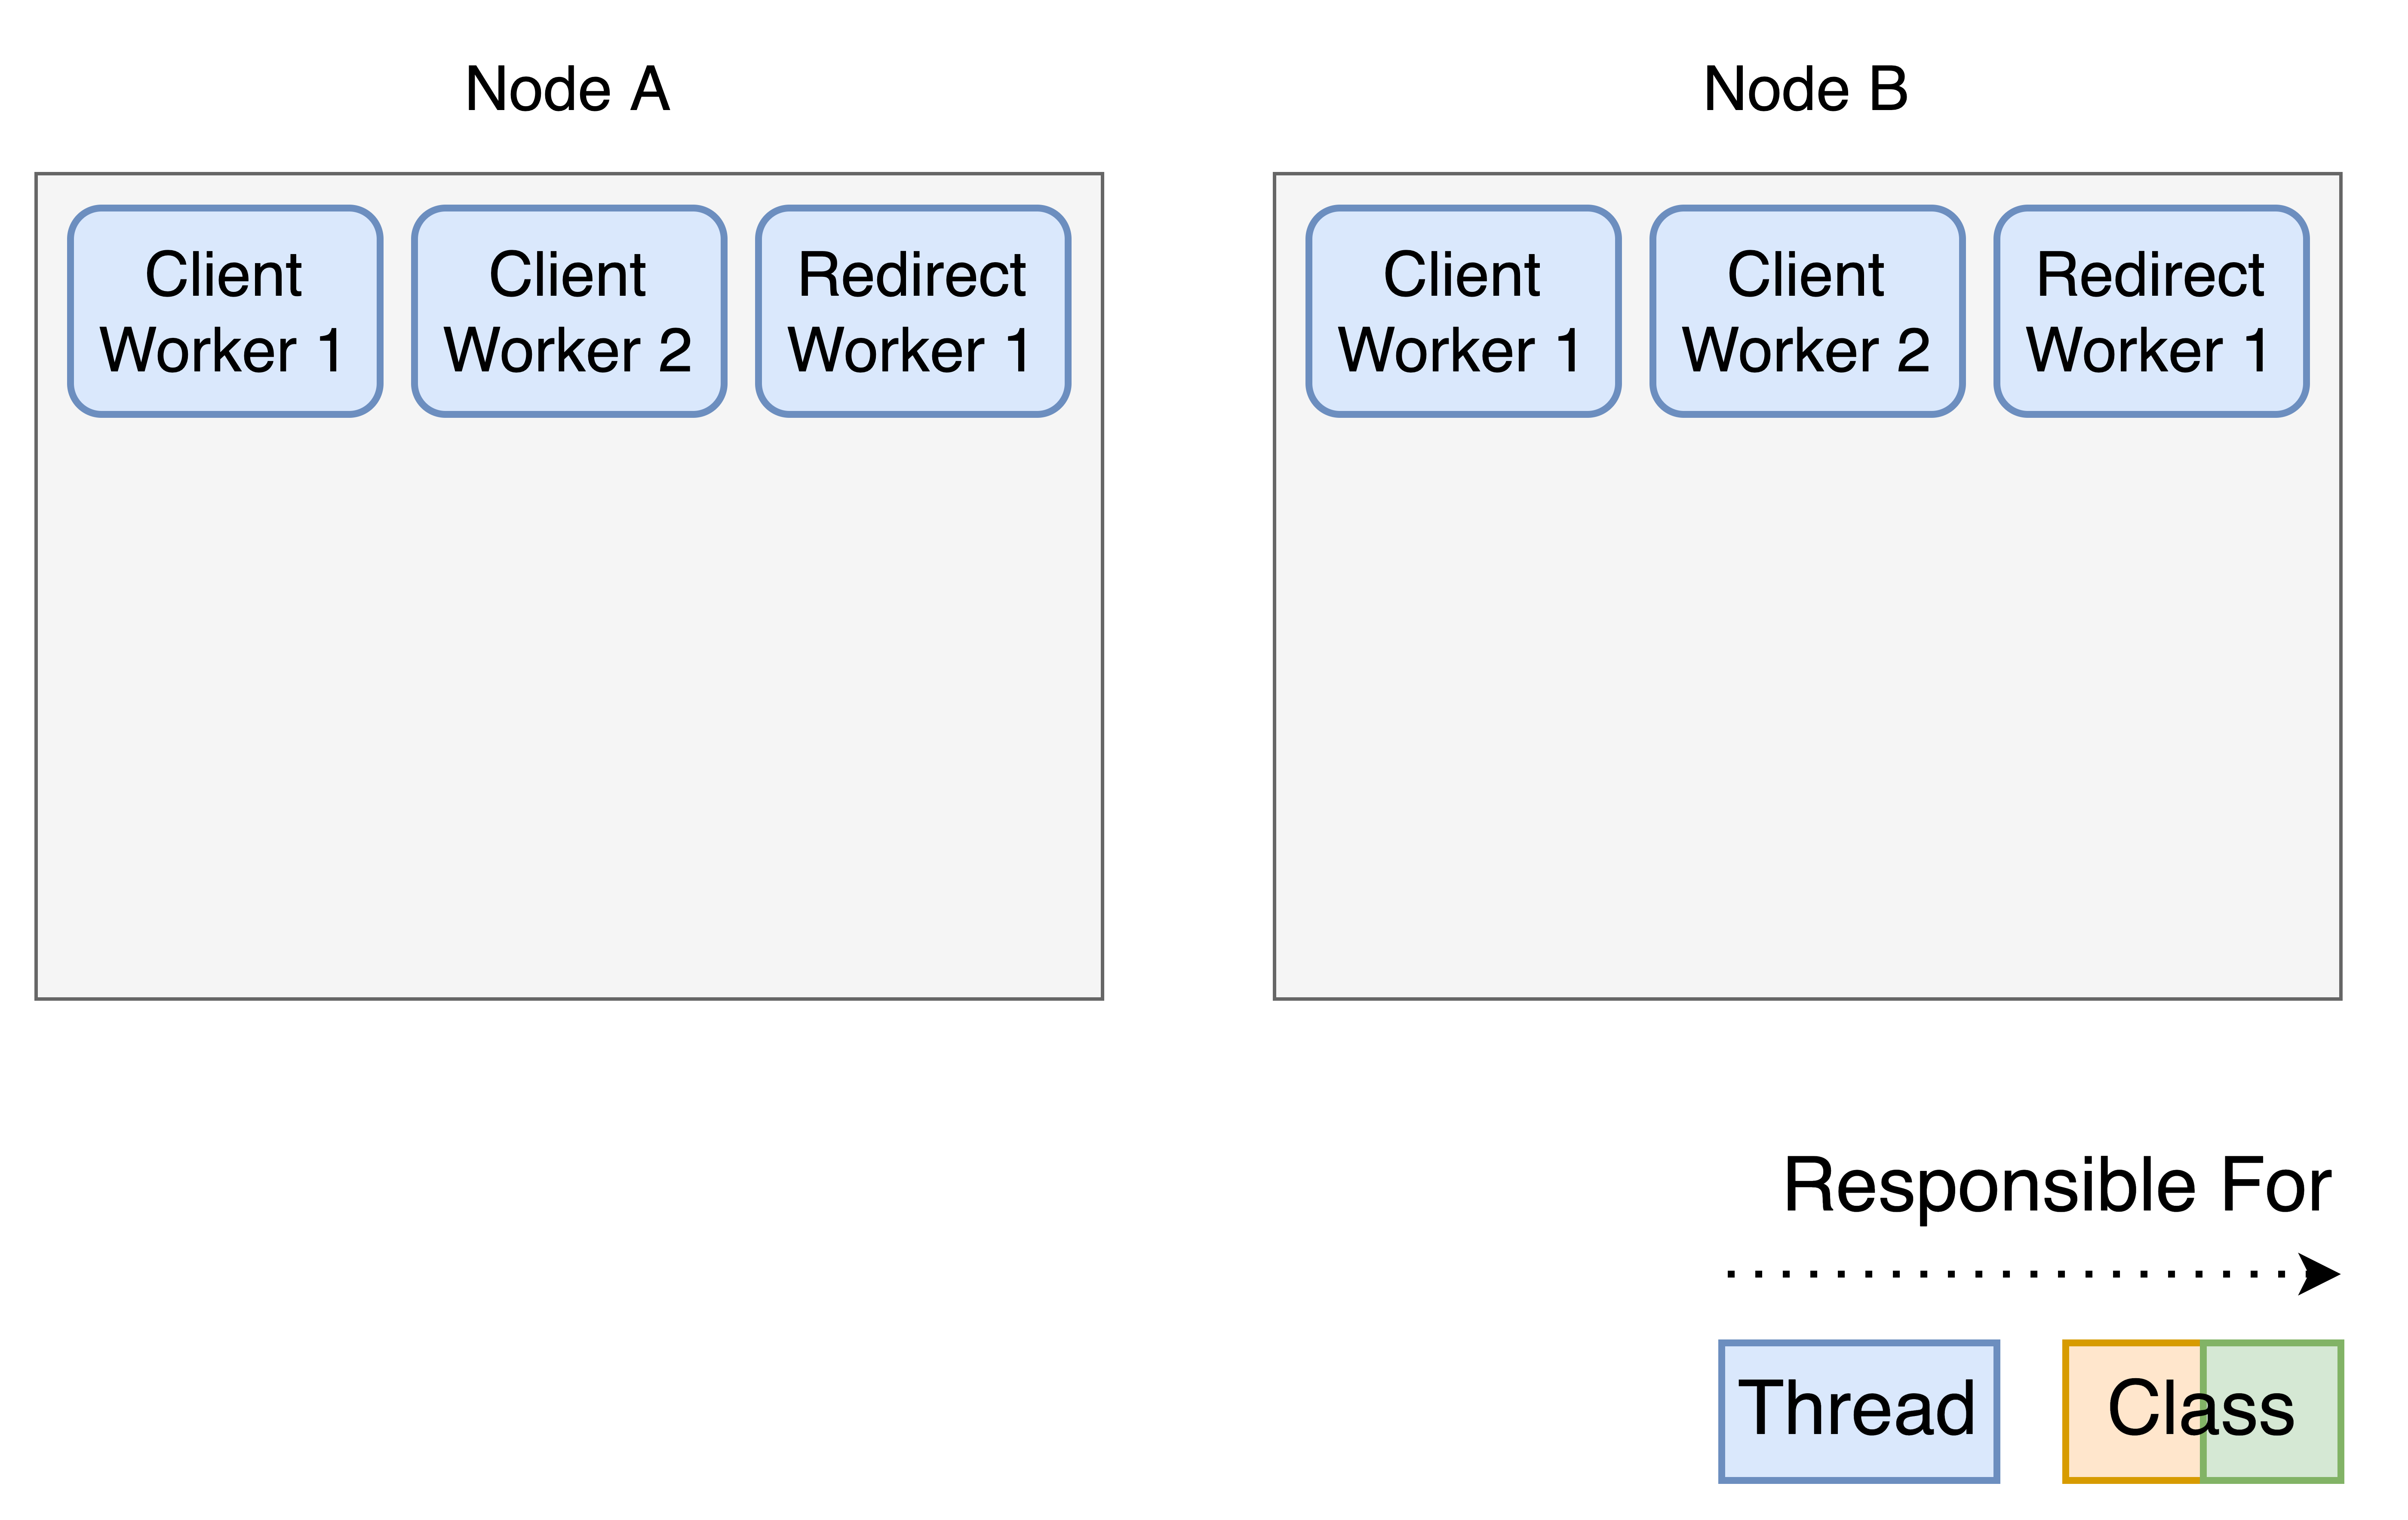 Node A
Node B
Client
Worker 1
Client
Worker 2
Redirect
Worker 1
Client
Worker 1
Client
Worker 2
Redirect
Worker 1
Responsible For
Thread
Class